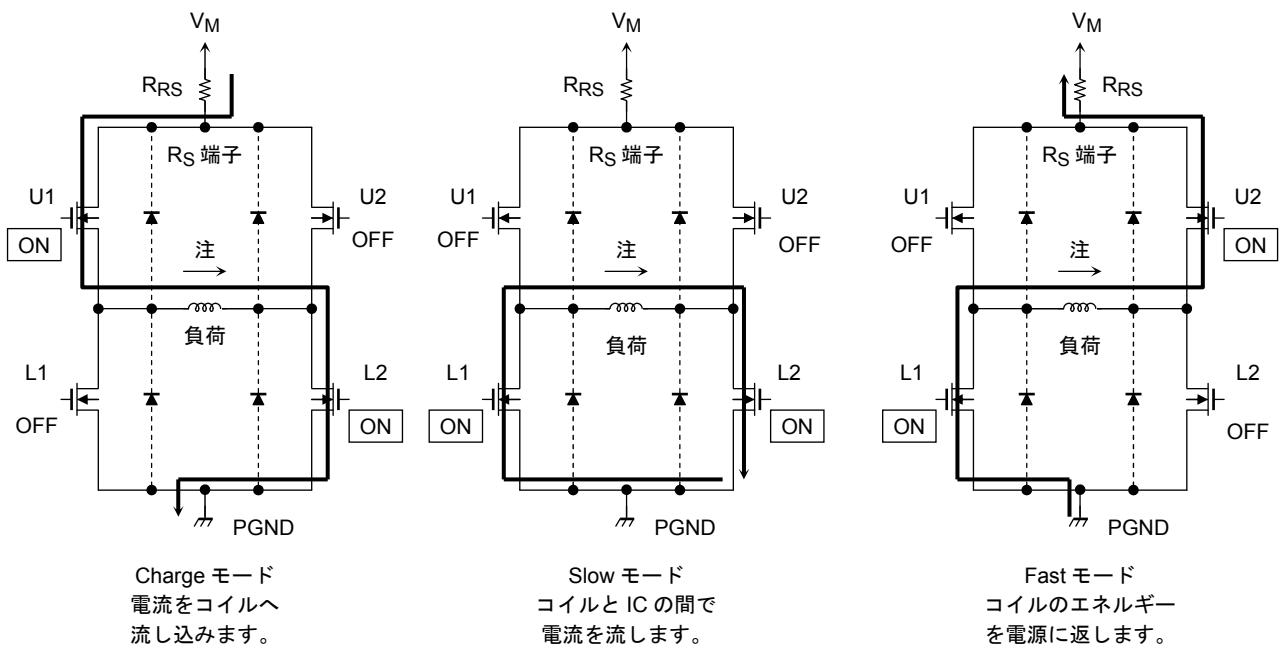 VM
RRS
RS 端子
U1
ON
U2
OFF
注
負荷
L1
OFF
L2
ON
PGND
Charge モード
電流をコイルへ
流し込みます。
VM
RRS
RS 端子
U1
OFF
U2
OFF
注
負荷
L1
ON
L2
ON
PGND
Slow モード
コイルと IC の間で
電流を流します。
VM
RRS
RS 端子
U1
OFF
U2
ON
注
負荷
L1
ON
L2
OFF
PGND
Fast モード
コイルのエネルギー
を電源に返します。